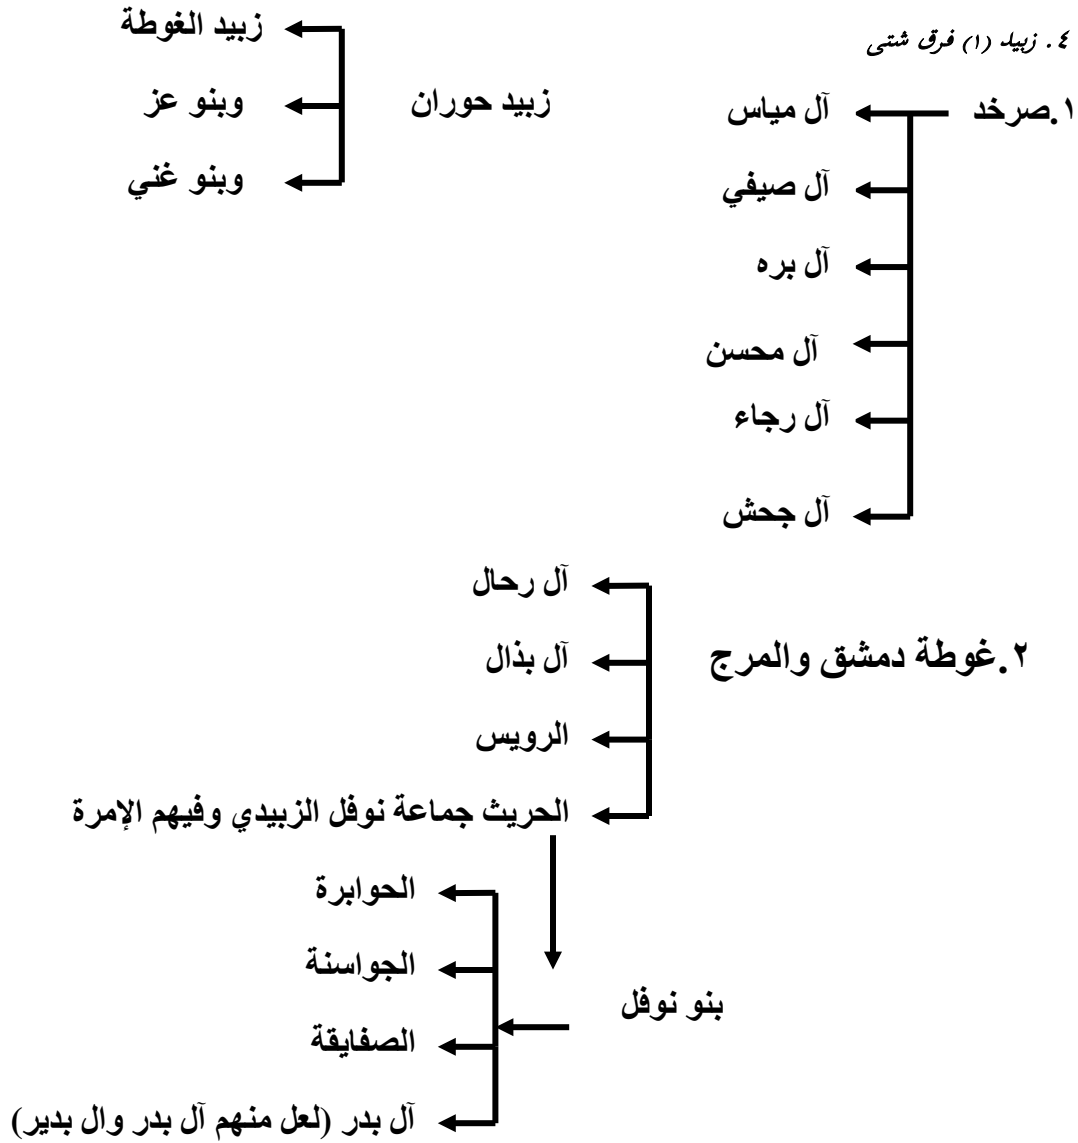 ٤. زبيد (١) فرق شتى
١.صرخد
آل مياس
آل صيفي
آل بره
آل محسن
آل رجاء
آل جحش
زبيد حوران
زبيد الغوطة
وبنو عز
وبنو غني
٢.غوطة دمشق والمرج
آل رحال
آل بذال
الرويس
الحريث جماعة نوفل الزبيدي وفيهم الإمرة
بنو نوفل
الحوابرة
الجواسنة
الصفايقة
آل بدر (لعل منهم آل بدر وال بدير)